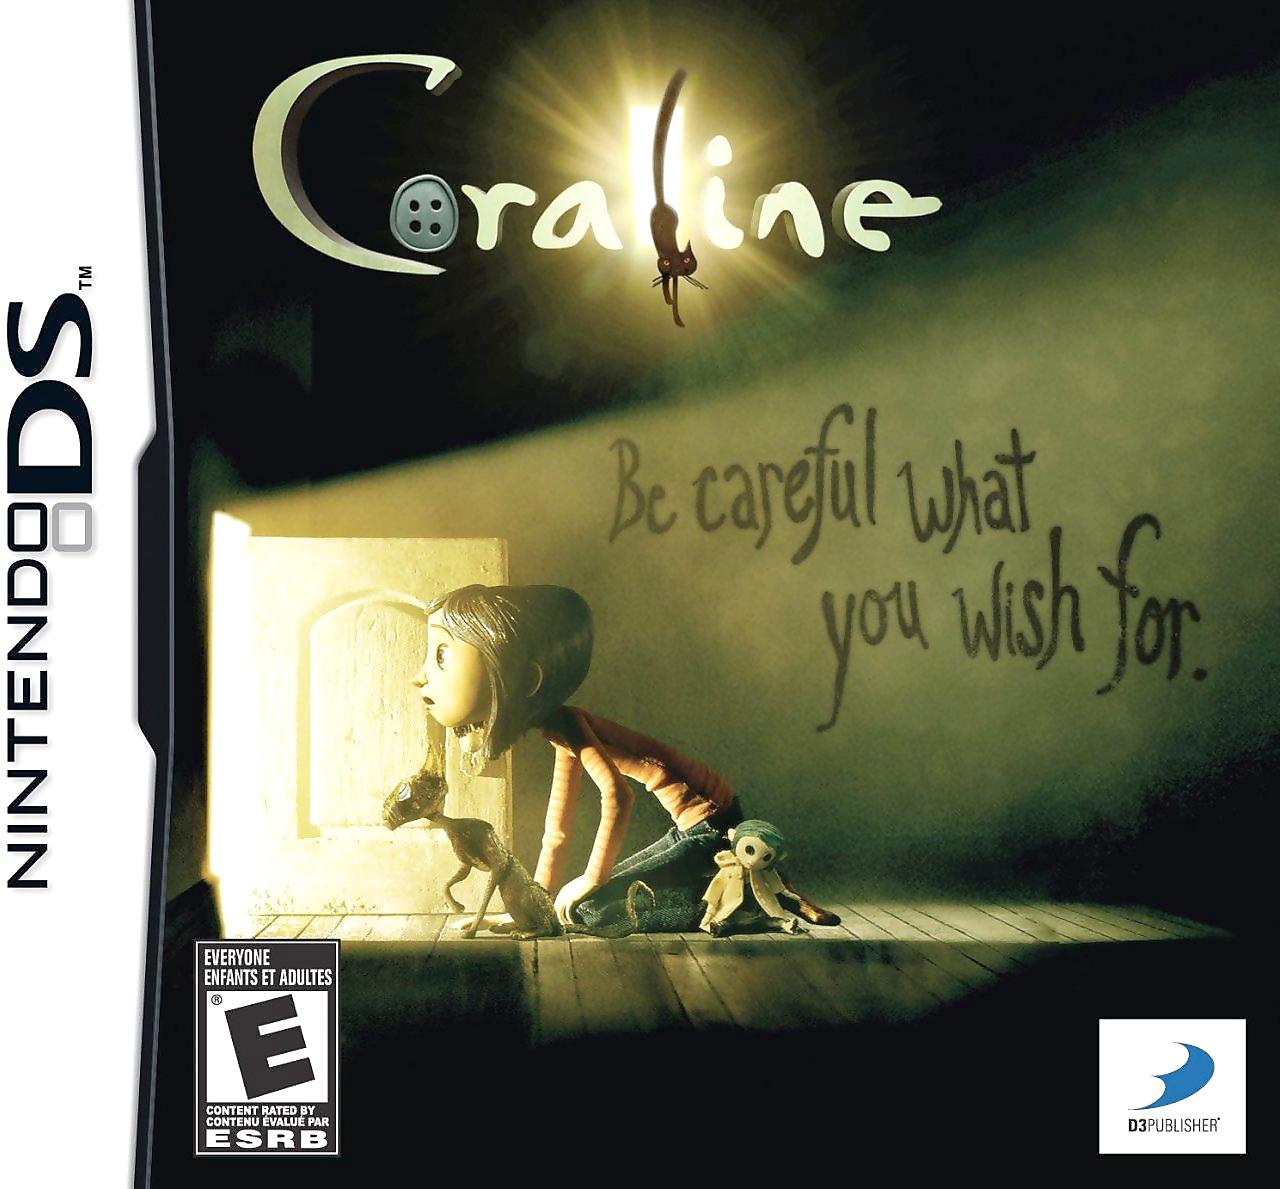 Coraline
NINTENDO DS™
Be careful what
you wish for.
EVERYONE
ENFANTS ET ADULTES
®
E
CONTENT RATED BY
CONTENU ÉVALUÉ PAR
ESRB
D3PUBLISHER®